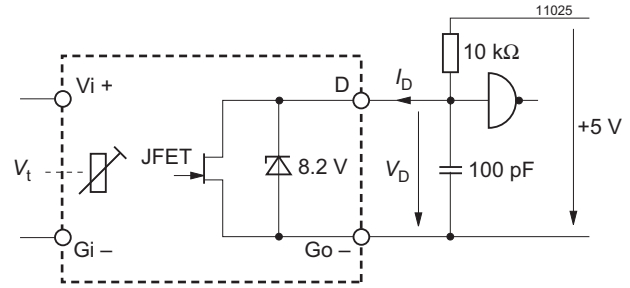 11025
Vi +
D
I_D
10 kΩ
+5 V
V_t
JFET
8.2 V
V_D
100 pF
Gi –
Go –